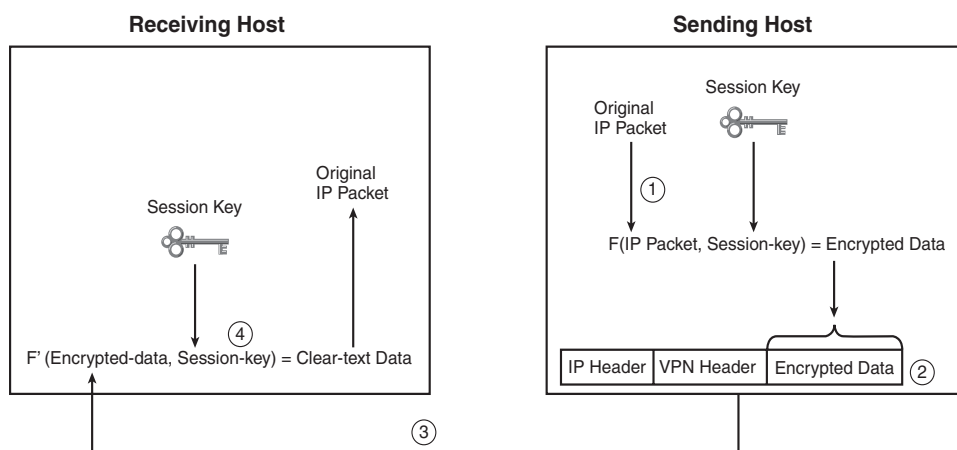 Receiving Host
Session Key
Original
IP Packet
4
F' (Encrypted-data, Session-key) = Clear-text Data
3
Sending Host
Original
IP Packet
Session Key
1
F(IP Packet, Session-key) = Encrypted Data
IP Header
VPN Header
Encrypted Data
2